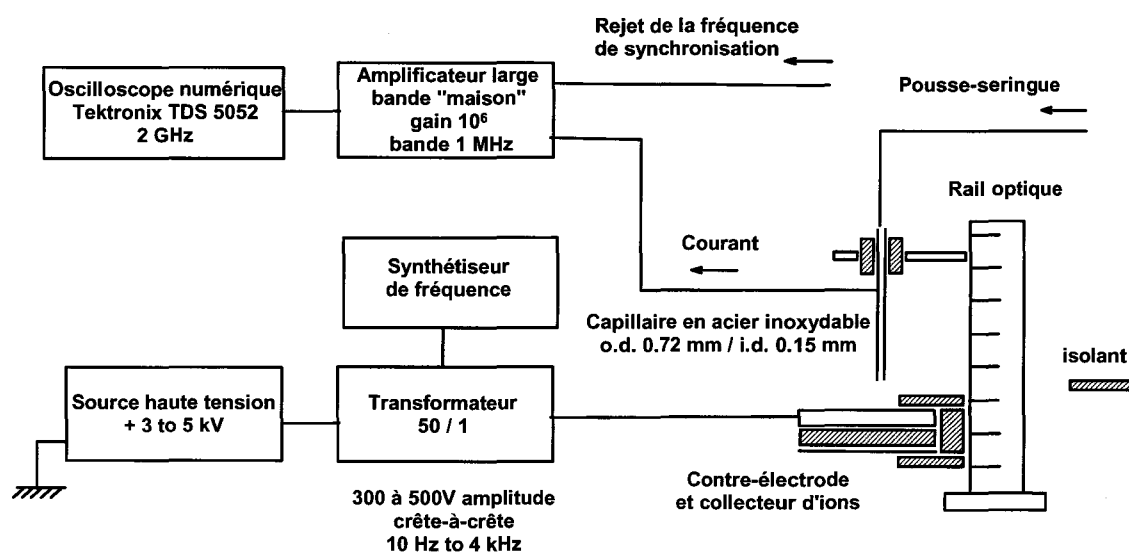 Rejet de la fréquence
de synchronisation
Oscilloscope numérique
Tektronix TDS 5052
2 GHz
Amplificateur large
bande "maison"
gain 10⁶
bande 1 MHz
Pousse-seringue
Rail optique
Courant
Synthétiseur
de fréquence
Capillaire en acier inoxydable
o.d. 0.72 mm / i.d. 0.15 mm
isolant
Source haute tension
+ 3 to 5 kV
Transformateur
50 / 1
Contre-électrode
et collecteur d'ions
300 à 500V amplitude
crête-à-crête
10 Hz to 4 kHz